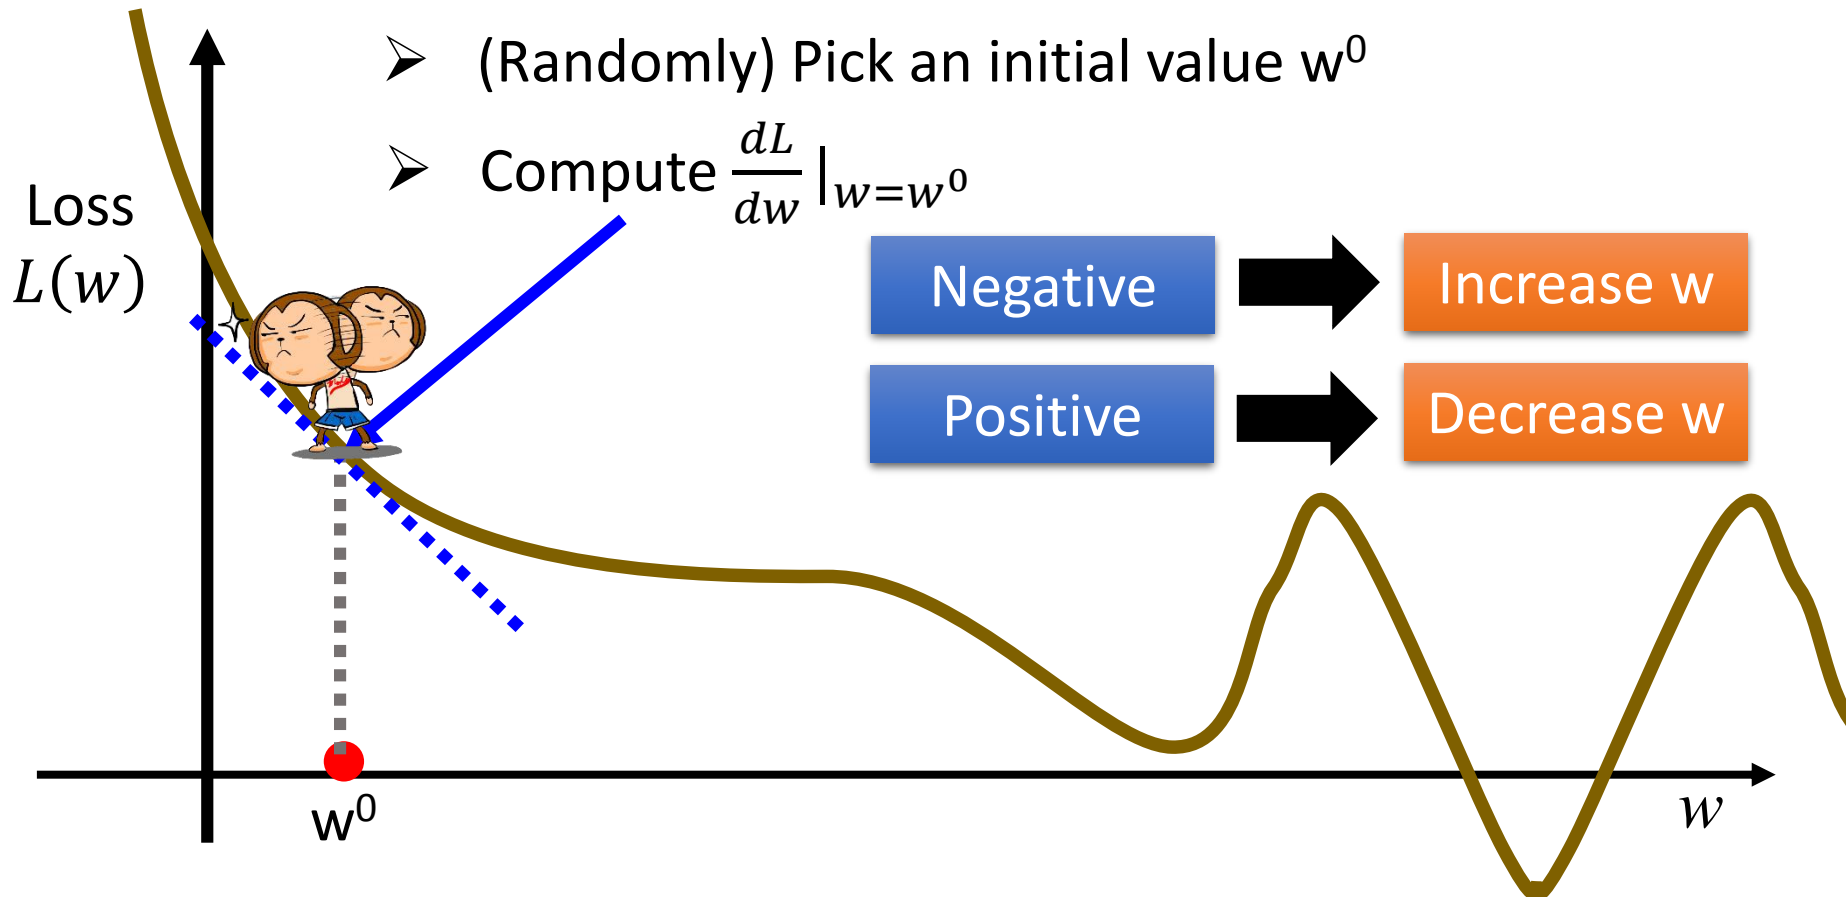 ➢ (Randomly) Pick an initial value w⁰
➢ Compute dL/dw |w=w⁰
Loss
L(w)
Negative
Increase w
Positive
Decrease w
w⁰
w